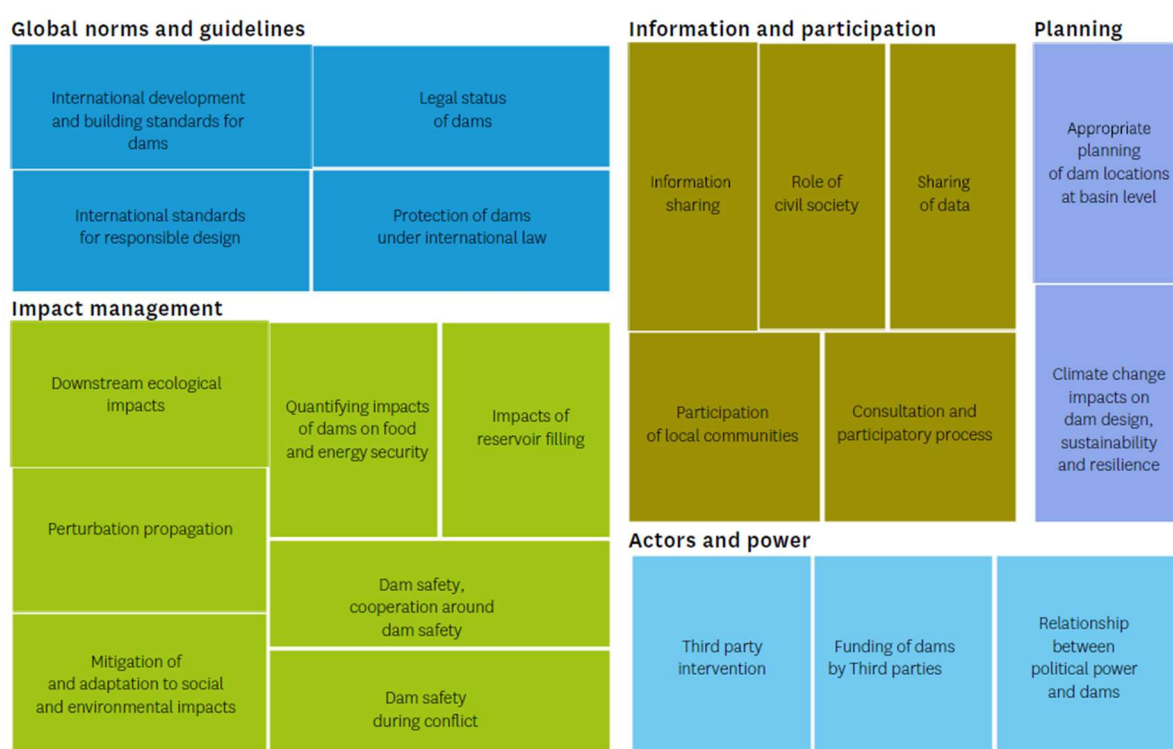 Global norms and guidelines
International development
and building standards for
dams
Legal status
of dams
International standards
for responsible design
Protection of dams
under international law
Impact management
Downstream ecological
impacts
Quantifying impacts
of dams on food
and energy security
Impacts of
reservoir filling
Perturbation propagation
Dam safety,
cooperation around
dam safety
Mitigation of
and adaptation to social
and environmental impacts
Dam safety
during conflict
Information and participation
Information
sharing
Role of
civil society
Sharing
of data
Participation
of local communities
Consultation and
participatory process
Planning
Appropriate
planning
of dam locations
at basin level
Climate change
impacts on
dam design,
sustainability
and resilience
Actors and power
Third party
intervention
Funding of dams
by Third parties
Relationship
between
political power
and dams